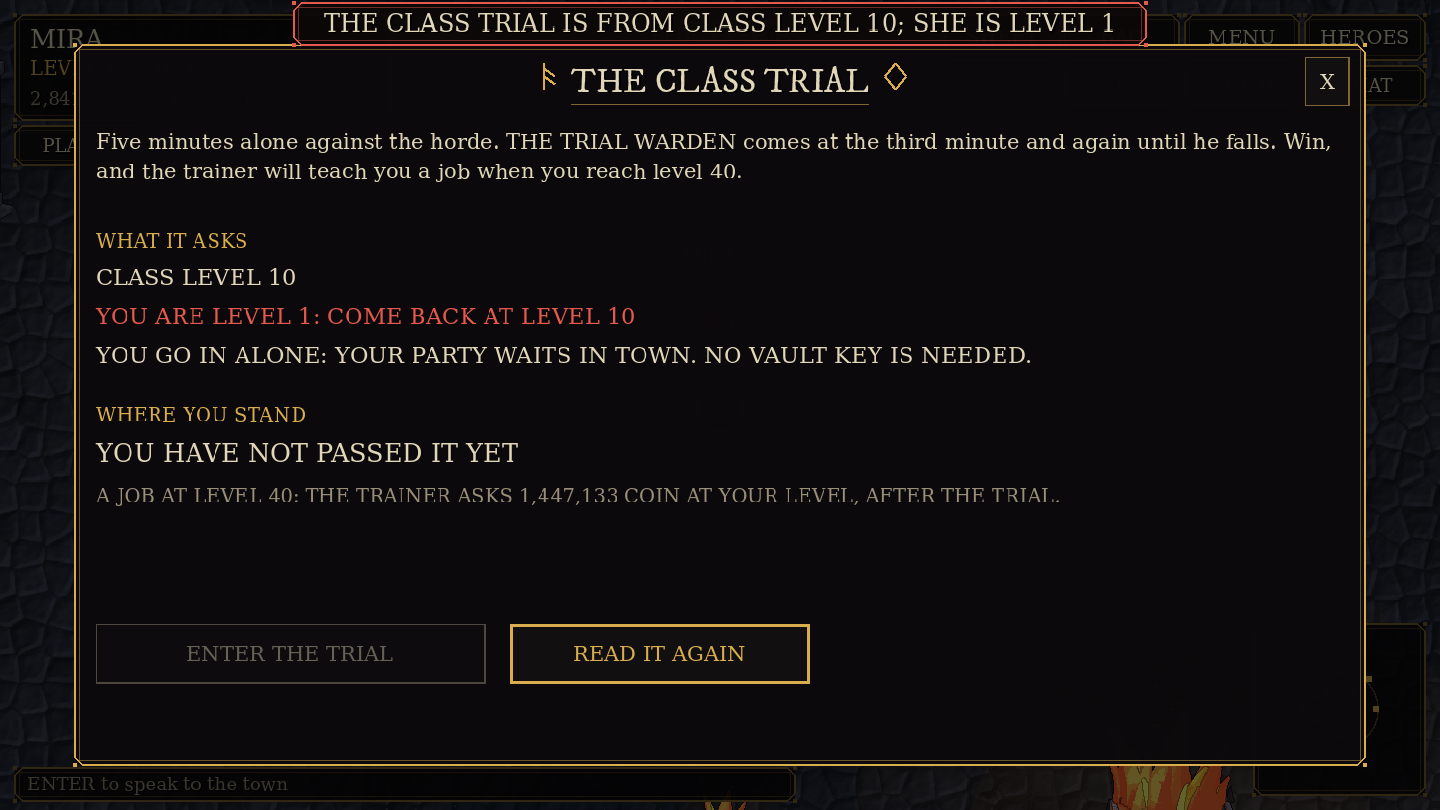 THE CLASS TRIAL IS FROM CLASS LEVEL 10; SHE IS LEVEL 1
MIRA
LEV
2,84
MENU
HEROES
AT
PLA
THE CLASS TRIAL
X
Five minutes alone against the horde. THE TRIAL WARDEN comes at the third minute and again until he falls. Win,
and the trainer will teach you a job when you reach level 40.
WHAT IT ASKS
CLASS LEVEL 10
YOU ARE LEVEL 1: COME BACK AT LEVEL 10
YOU GO IN ALONE: YOUR PARTY WAITS IN TOWN. NO VAULT KEY IS NEEDED.
WHERE YOU STAND
YOU HAVE NOT PASSED IT YET
A JOB AT LEVEL 40: THE TRAINER ASKS 1,447,133 COIN AT YOUR LEVEL, AFTER THE TRIAL.
ENTER THE TRIAL
READ IT AGAIN
ENTER to speak to the town